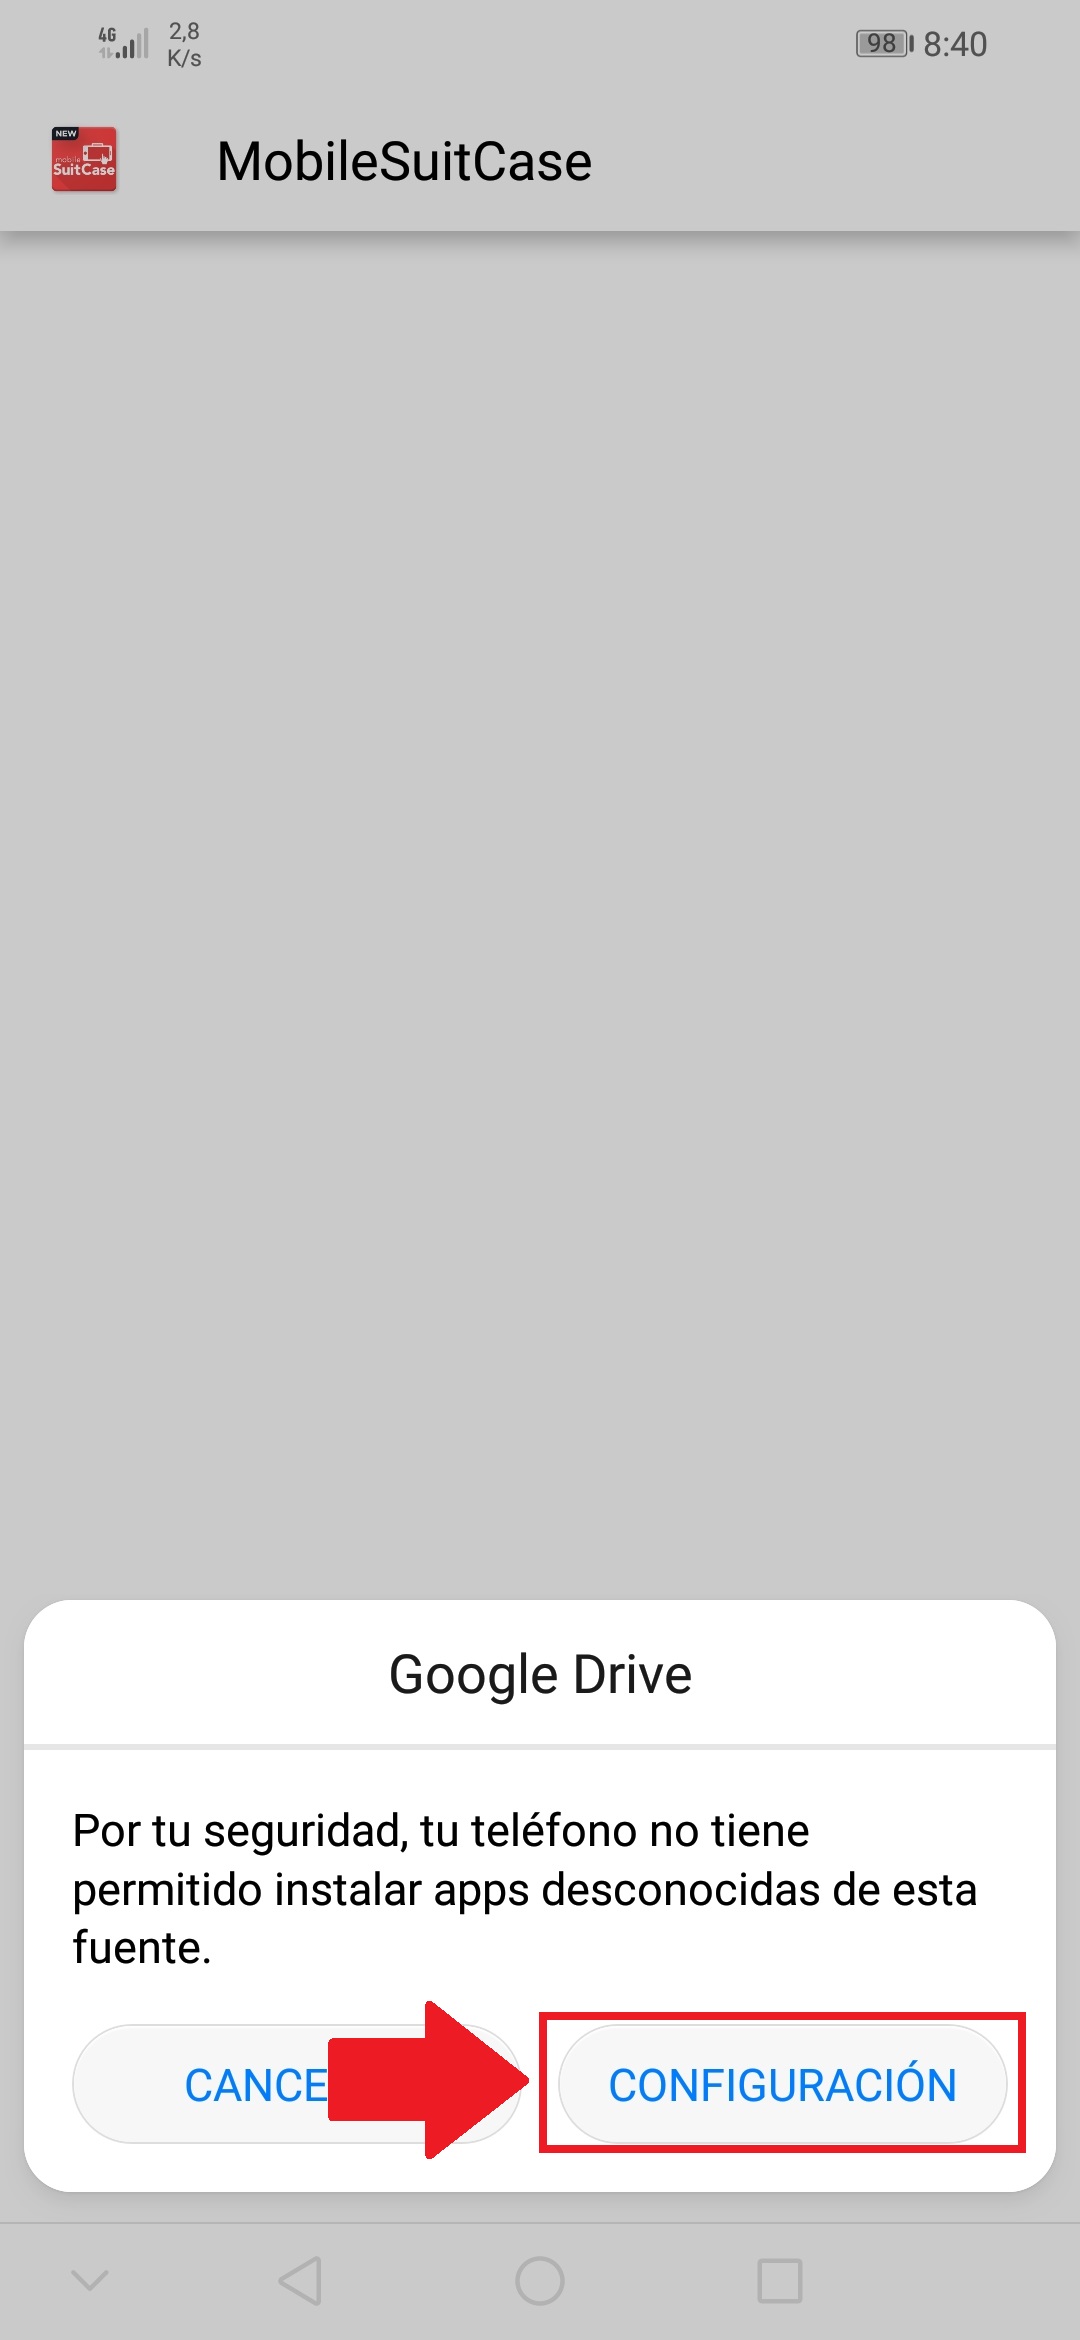 4G
2,8
K/s
98
8:40
NEW
mobile
SuitCase
MobileSuitCase
Google Drive
Por tu seguridad, tu teléfono no tiene
permitido instalar apps desconocidas de esta
fuente.
CANCE
CONFIGURACIÓN